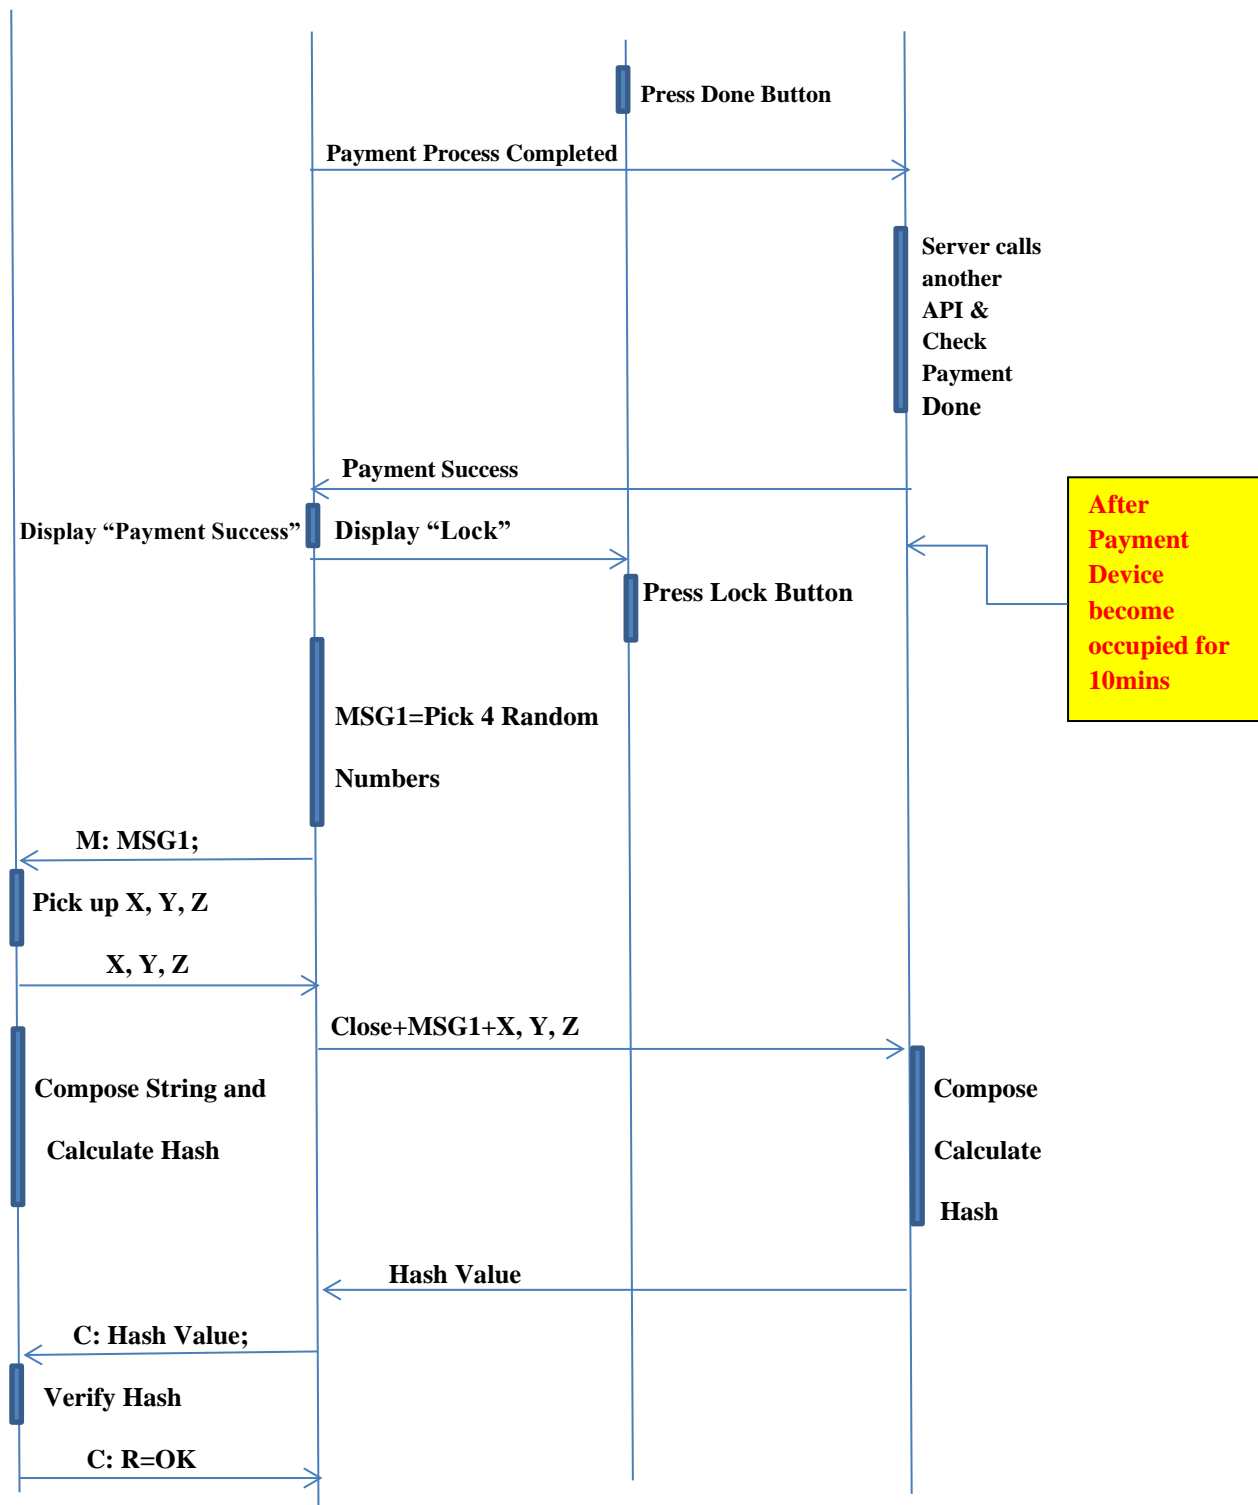 Press Done Button
Payment Process Completed
Server calls
another
API &
Check
Payment
Done
Payment Success
Display “Payment Success”
Display “Lock”
After
Payment
Device
become
occupied for
10mins
Press Lock Button
MSG1=Pick 4 Random
Numbers
M: MSG1;
Pick up X, Y, Z
X, Y, Z
Close+MSG1+X, Y, Z
Compose String and
Calculate Hash
Compose
Calculate
Hash
Hash Value
C: Hash Value;
Verify Hash
C: R=OK